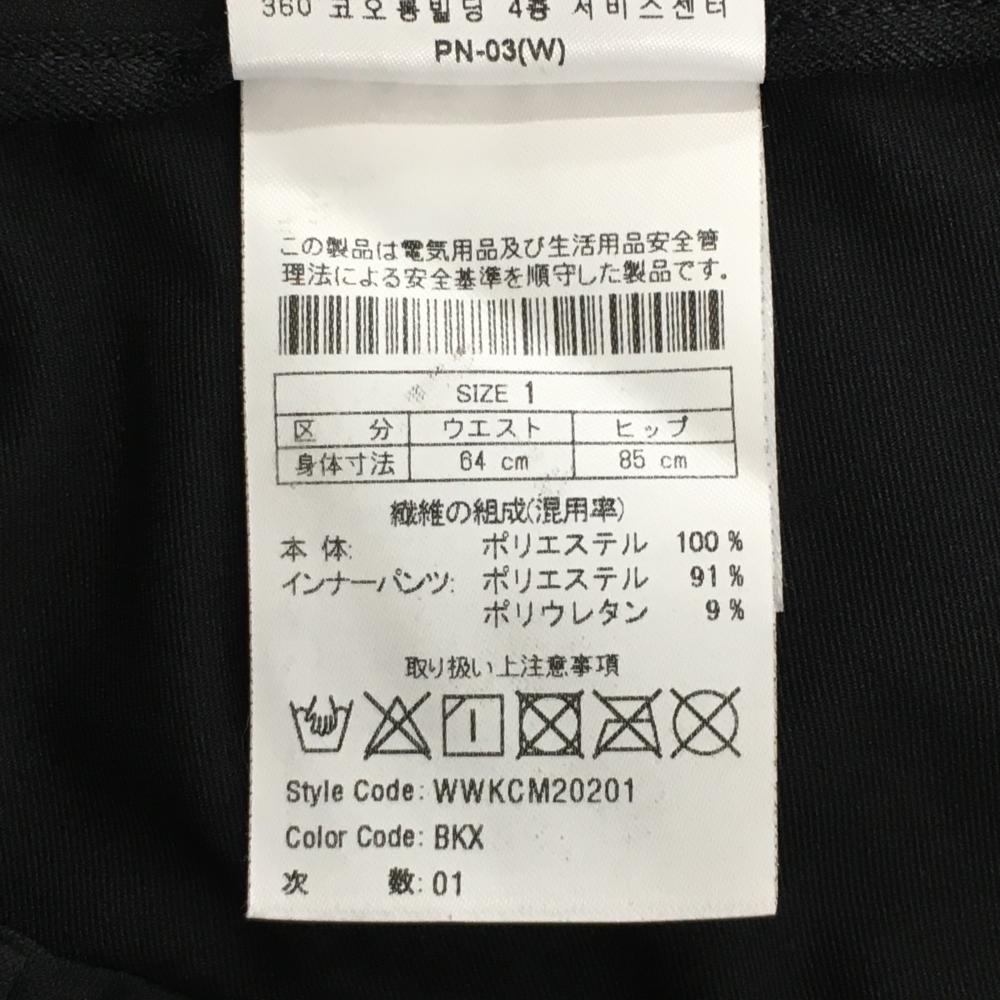 360 코오롱빌딩 4층 서비스센터
PN-03(W)
この製品は電気用品及び生活用品安全管
理法による安全基準を順守した製品です.
SIZE 1
区 分 ウエスト ヒップ
身体寸法 64 cm 85 cm
繊維の組成(混用率)
本 体: ポリエステル 100 %
インナーパンツ: ポリエステル 91 %
ポリウレタン 9 %
取り扱い上注意事項
Style Code: WWKCM20201
Color Code: BKX
次 数: 01